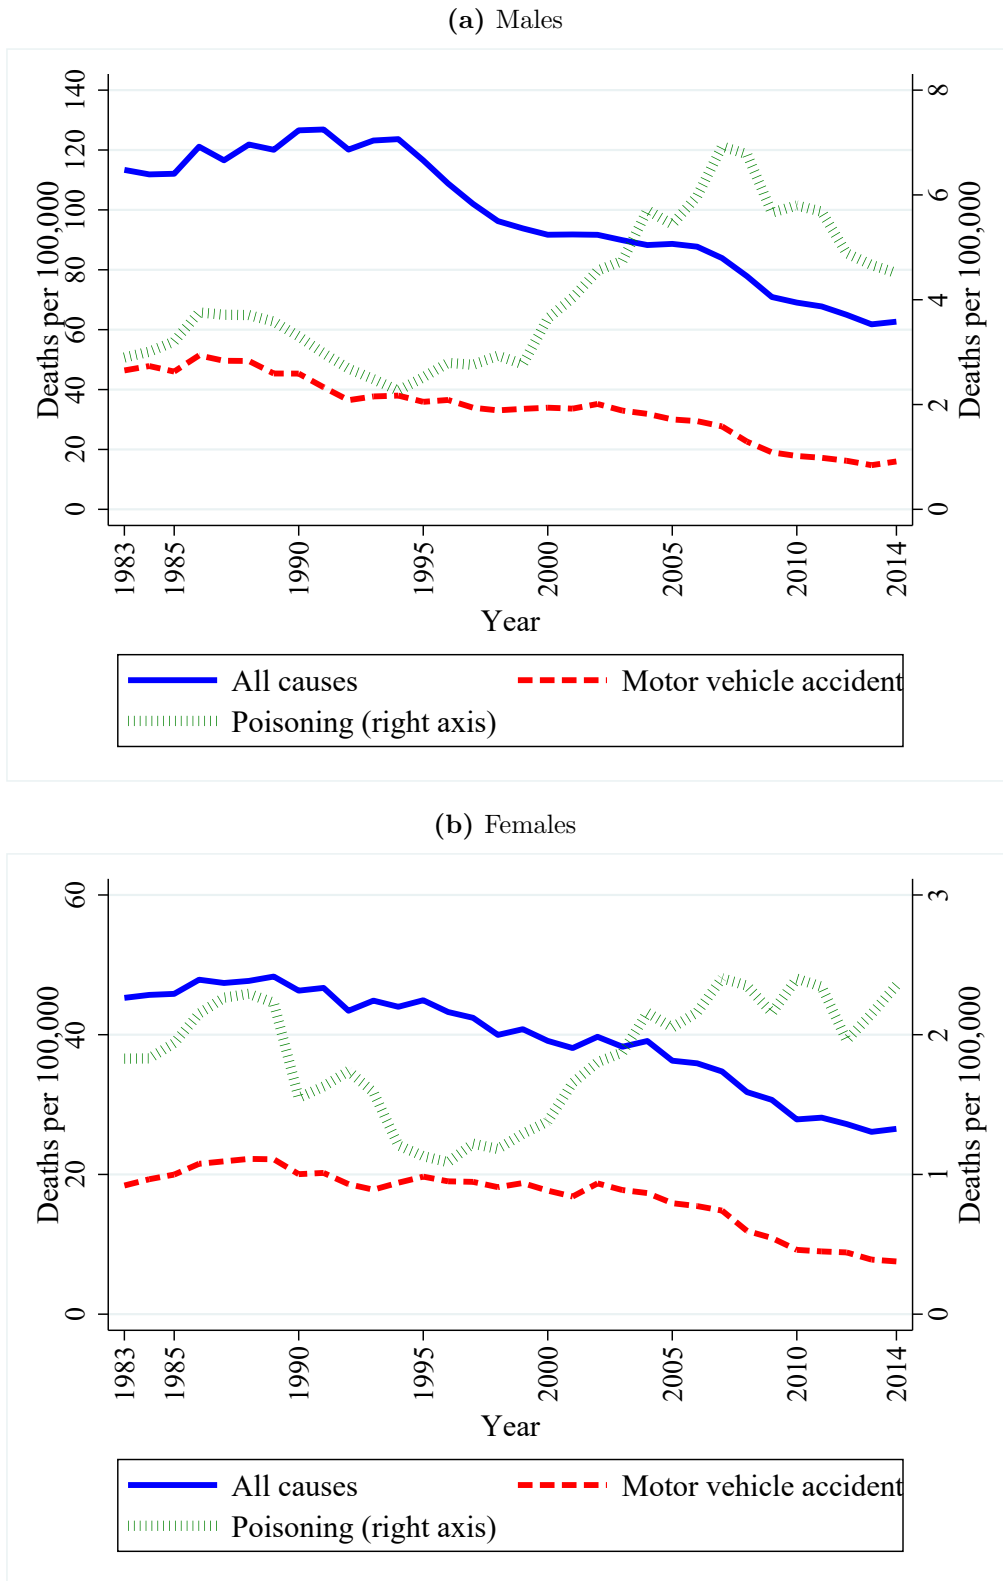 (a) Males
Deaths per 100,000
0 20 40 60 80 100 120 140
Deaths per 100,000
0 2 4 6 8
1983 1985 1990 1995 2000 2005 2010 2014
Year
All causes Motor vehicle accident
Poisoning (right axis)
(b) Females
Deaths per 100,000
0 20 40 60
Deaths per 100,000
0 1 2 3
1983 1985 1990 1995 2000 2005 2010 2014
Year
All causes Motor vehicle accident
Poisoning (right axis)